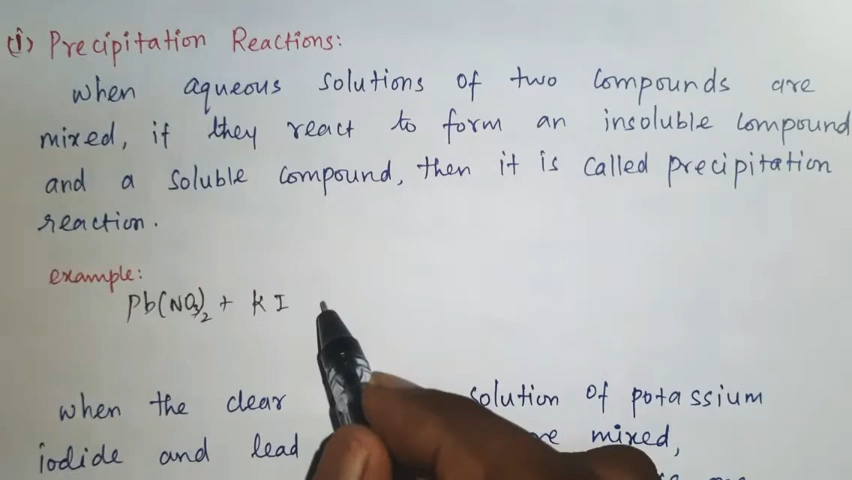 (i) Precipitation Reactions:
when aqueous solutions of two compounds are
mixed, if they react to form an insoluble compound
and a soluble compound, then it is called precipitation
reaction.
example:
Pb(NO3)2 + KI
when the clear solution of potassium
iodide and lead mixed,